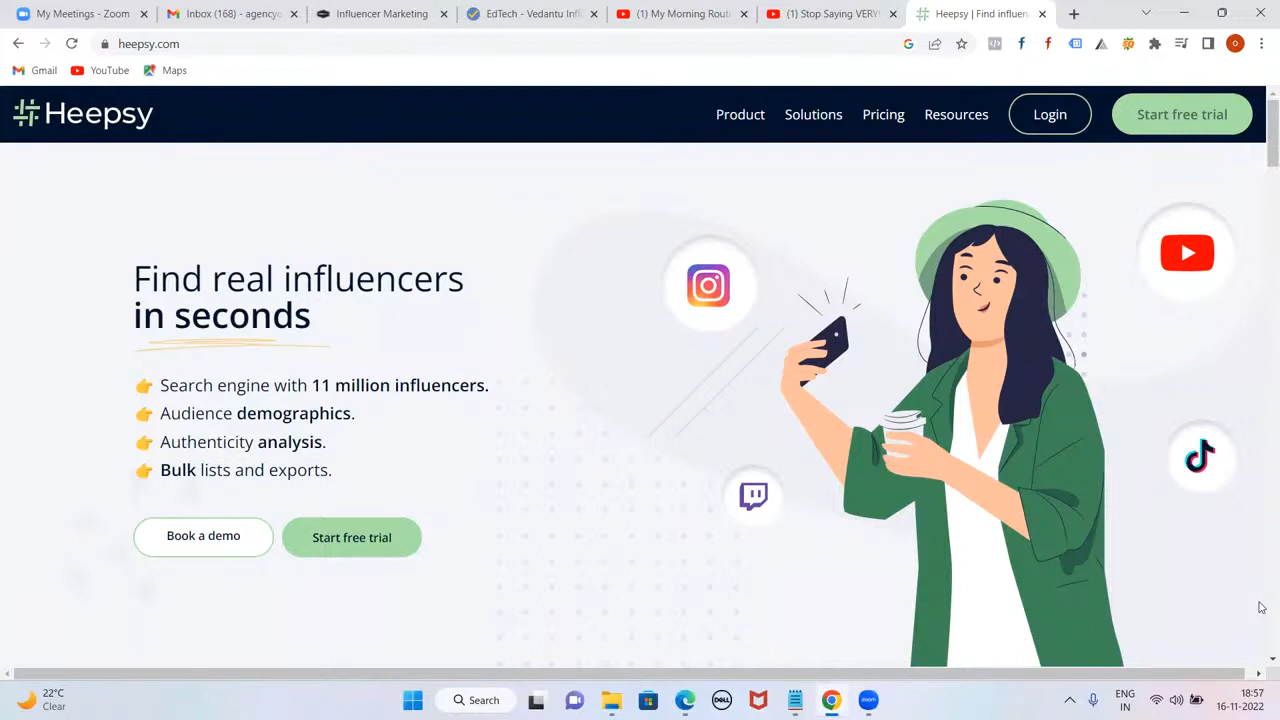 My Meetings - Zoom
Inbox (168) - agencyo
Influencer Marketing
EdTech - Vedantu Infl
(1) My Morning Routi
(1) Stop Saying VERY!
Heepsy | Find influen
heepsy.com
Gmail
YouTube
Maps
Heepsy
Product
Solutions
Pricing
Resources
Login
Start free trial
Find real influencers
in seconds
👉 Search engine with 11 million influencers.
👉 Audience demographics.
👉 Authenticity analysis.
👉 Bulk lists and exports.
Book a demo
Start free trial
22°C
Clear
Search
DELL
zoom
ENG
IN
18:57
16-11-2022